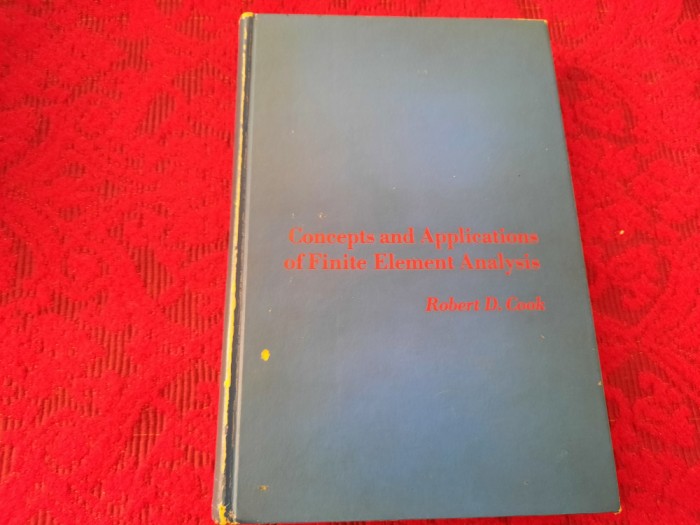 Concepts and Applications
of Finite Element Analysis
Robert D. Cook